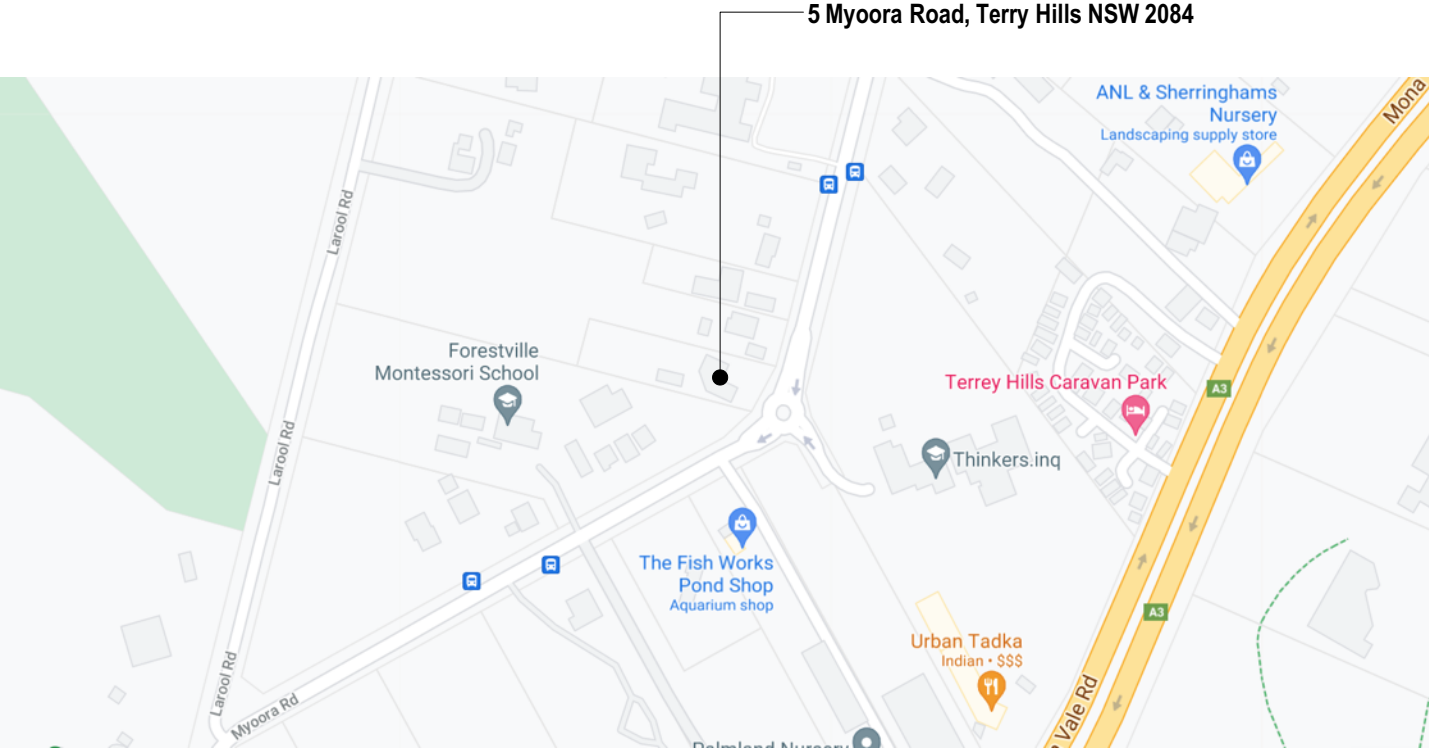 5 Myoora Road, Terry Hills NSW 2084
ANL & Sherringhams
Nursery
Landscaping supply store
Mona
Larool Rd
Forestville
Montessori School
Terrey Hills Caravan Park
A3
Larool Rd
Thinkers.inq
The Fish Works
Pond Shop
Aquarium shop
A3
Urban Tadka
Indian • $$$
Larool Rd
Myoora Rd
Vale Rd
Palmland Nursery